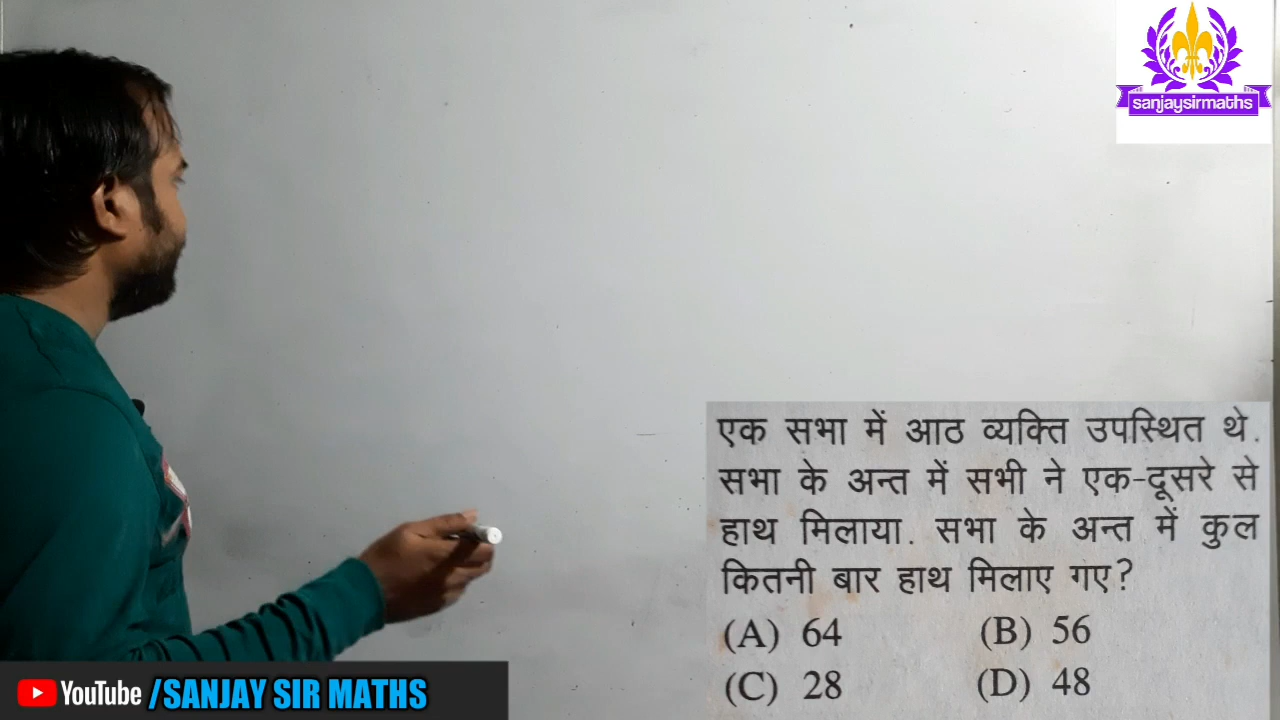 sanjaysirmaths
एक सभा में आठ व्यक्ति उपस्थित थे.
सभा के अन्त में सभी ने एक-दूसरे से
हाथ मिलाया. सभा के अन्त में कुल
कितनी बार हाथ मिलाए गए?
(A) 64 (B) 56
(C) 28 (D) 48
YouTube /SANJAY SIR MATHS